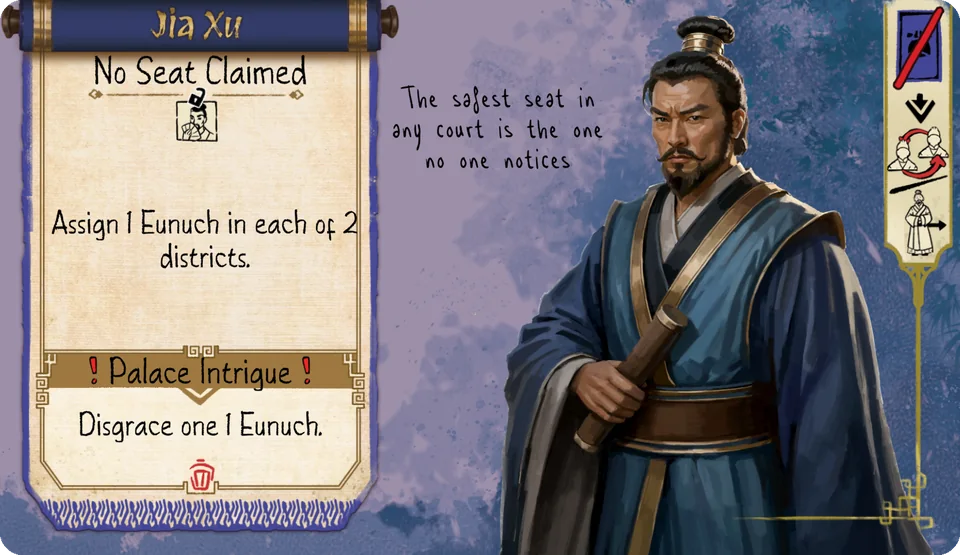 Jia Xu
No Seat Claimed
Assign 1 Eunuch in each of 2
districts.
! Palace Intrigue !
Disgrace one 1 Eunuch.
The safest seat in
any court is the one
no one notices